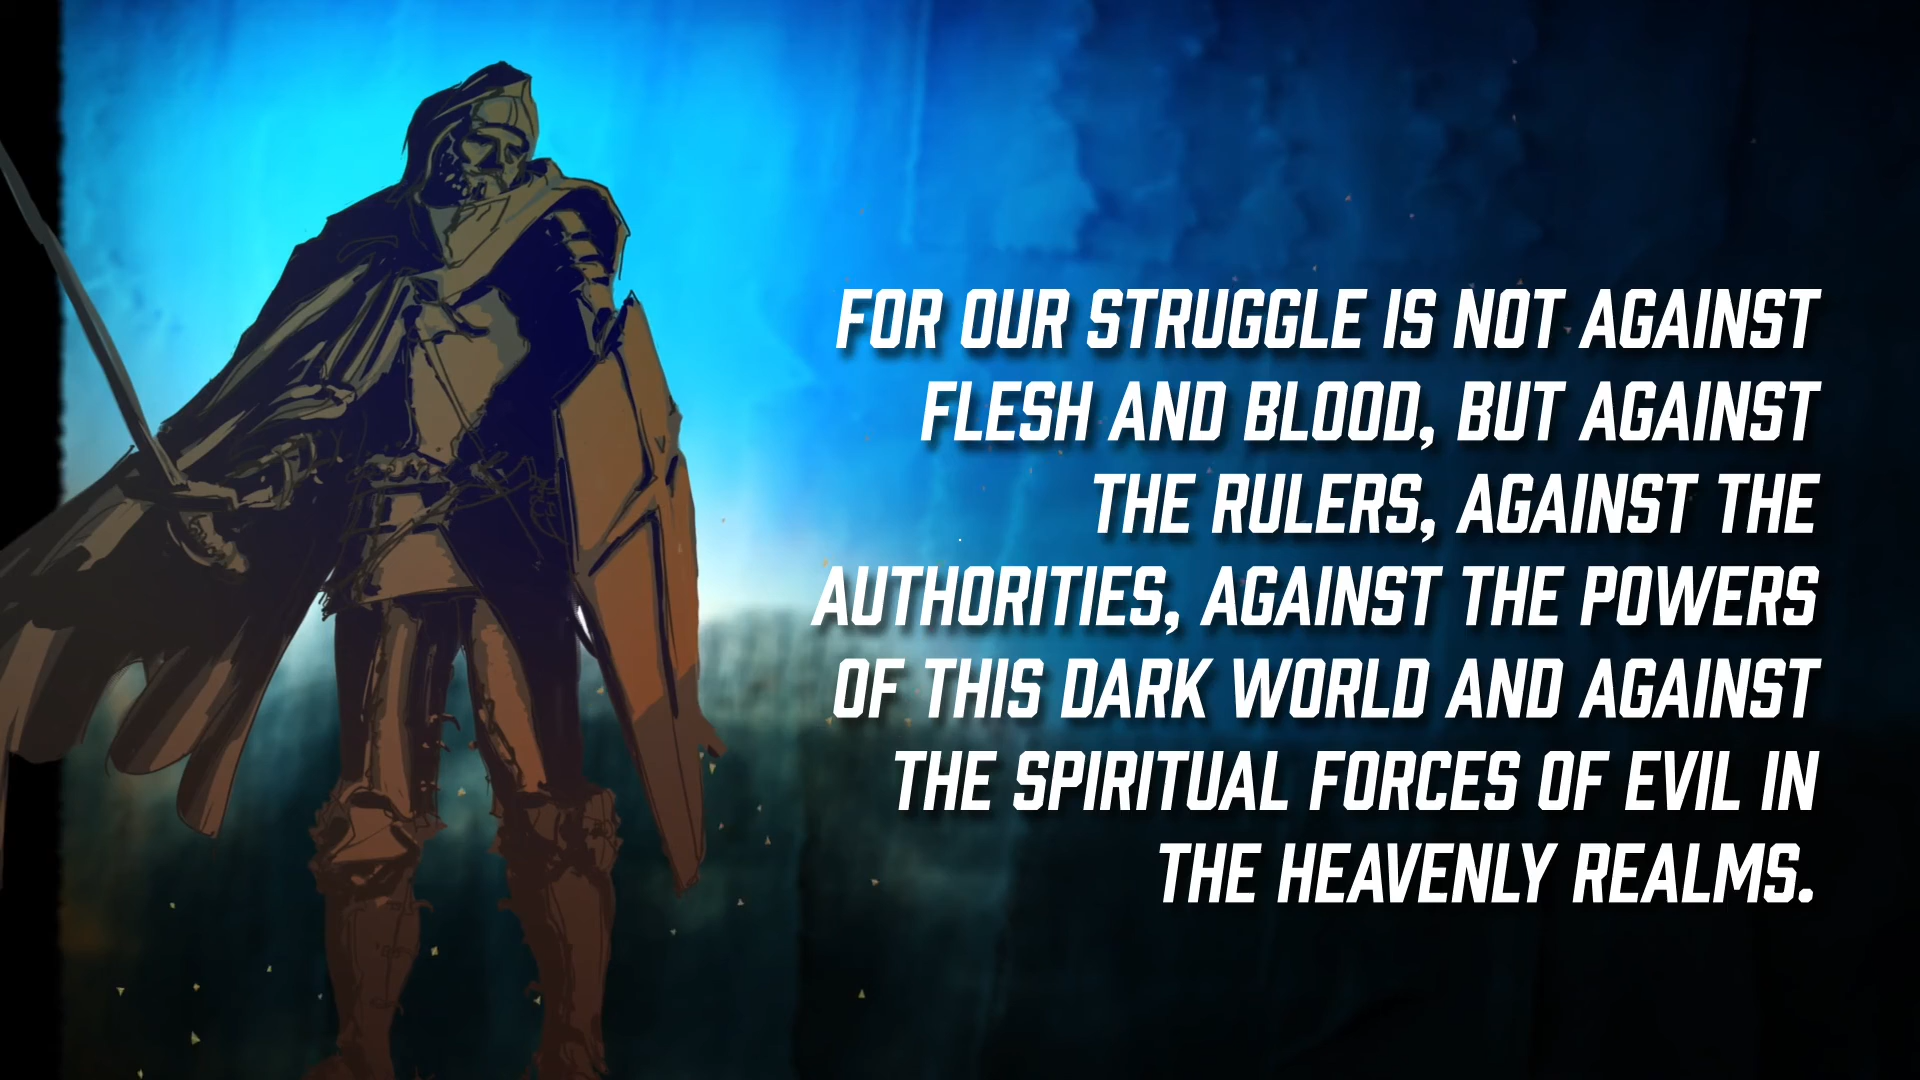 FOR OUR STRUGGLE IS NOT AGAINST
FLESH AND BLOOD, BUT AGAINST
THE RULERS, AGAINST THE
AUTHORITIES, AGAINST THE POWERS
OF THIS DARK WORLD AND AGAINST
THE SPIRITUAL FORCES OF EVIL IN
THE HEAVENLY REALMS.